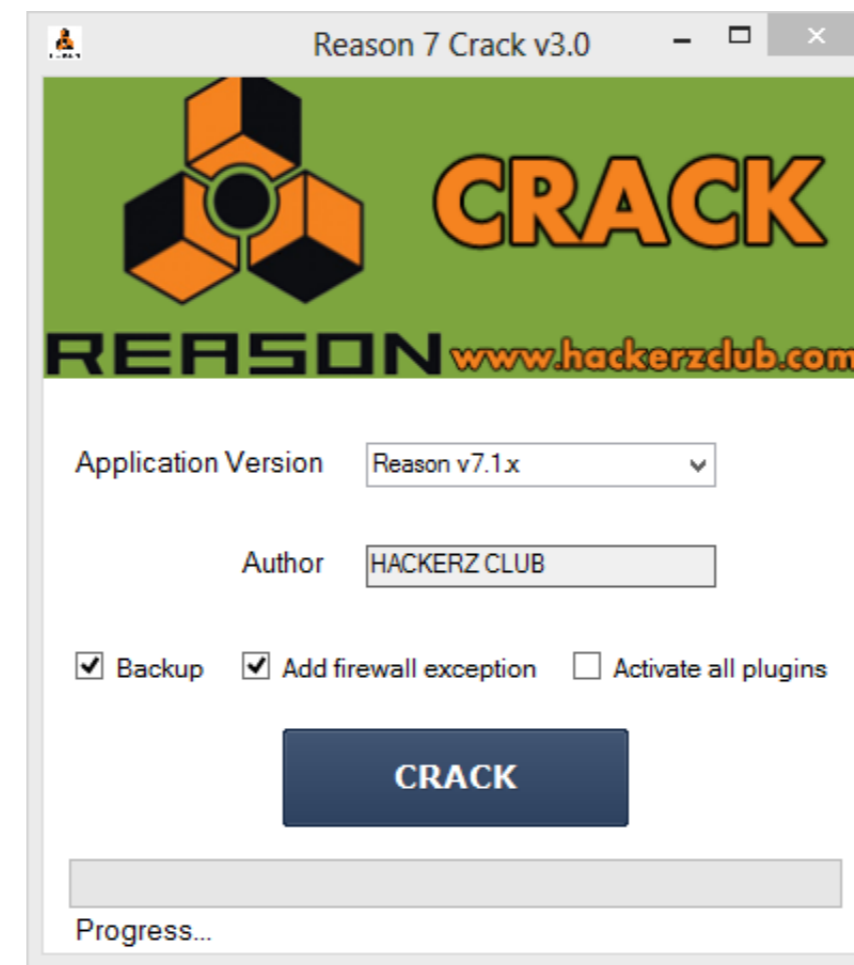 Reason 7 Crack v3.0
CRACK
REASON www.hackerzclub.com
Application Version Reason v7.1.x
Author HACKERZ CLUB
Backup Add firewall exception Activate all plugins
CRACK
Progress...